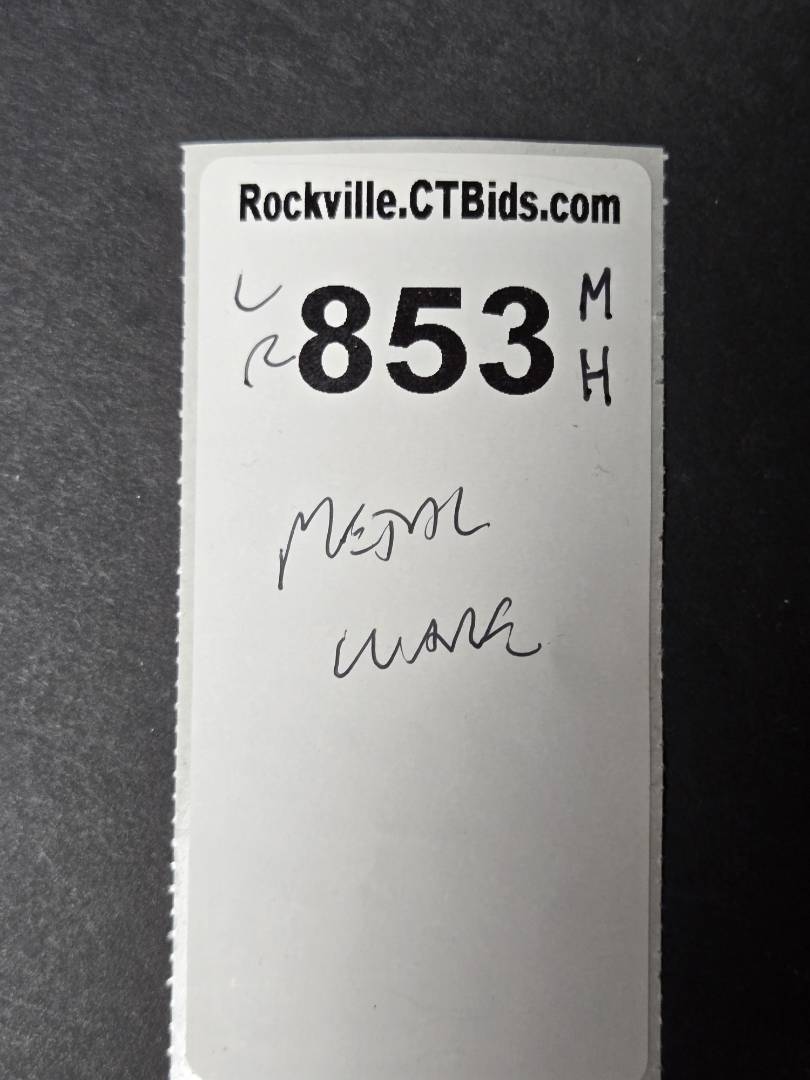 Rockville.CTBids.com
L 853 M
R H
METAL
WARE